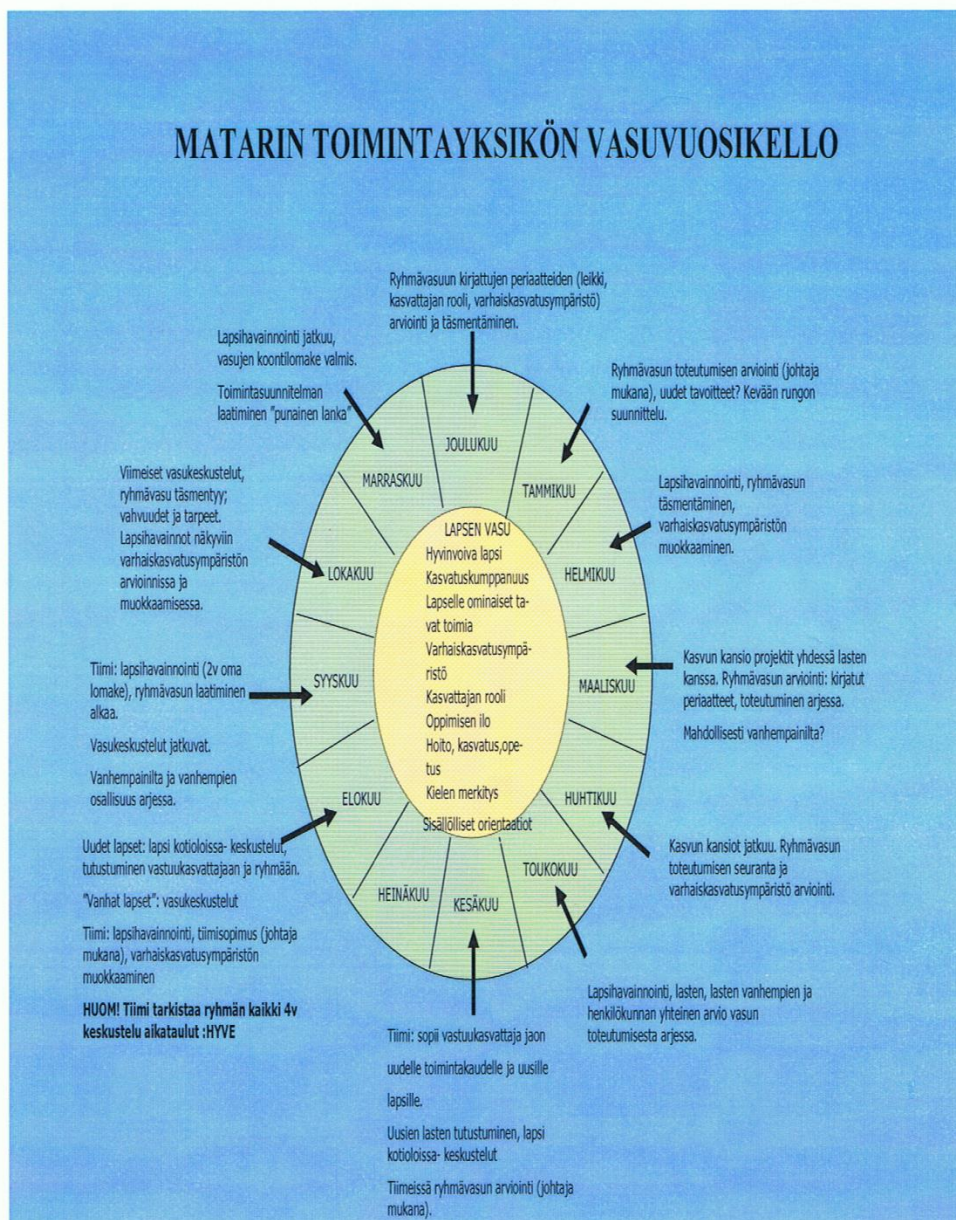 MATARIN TOIMINTAYKSIKÖN VASUVUOSIKELLO
Ryhmävasuun kirjattujen periaatteiden (leikki,
kasvattajan rooli, varhaiskasvatusympäristö)
arviointi ja täsmentäminen.
Lapsihavainnointi jatkuu,
vasujen koontilomake valmis.
Toimintasuunnitelman
laatiminen "punainen lanka"
Ryhmävasun toteutumisen arviointi (johtaja
mukana), uudet tavoitteet? Kevään rungon
suunnittelu.
Viimeiset vasukeskustelut,
ryhmävasu täsmentyy;
vahvuudet ja tarpeet.
Lapsihavainnot näkyviin
varhaiskasvatusympäristön
arvioinnissa ja
muokkaamisessa.
Lapsihavainnointi, ryhmävasun
täsmentäminen,
varhaiskasvatusympäristön
muokkaaminen.
JOULUKUU
MARRASKUU
TAMMIKUU
LOKAKUU
HELMIKUU
SYYSKUU
MAALISKUU
ELOKUU
HUHTIKUU
HEINÄKUU
KESÄKUU
TOUKOKUU
LAPSEN VASU
Hyvinvoiva lapsi
Kasvatuskumppanuus
Lapselle ominaiset ta-
vat toimia
Varhaiskasvatusympä-
ristö
Kasvattajan rooli
Oppimisen ilo
Hoito, kasvatus,ope-
tus
Kielen merkitys
Sisällölliset orientaatiot
Tiimi: lapsihavainnointi (2v oma
lomake), ryhmävasun laatiminen
alkaa.
Vasukeskustelut jatkuvat.
Vanhempainilta ja vanhempien
osallisuus arjessa.
Kasvun kansio projektit yhdessä lasten
kanssa. Ryhmävasun arviointi: kirjatut
periaatteet, toteutuminen arjessa.
Mahdollisesti vanhempainilta?
Uudet lapset: lapsi kotioloissa- keskustelut,
tutustuminen vastuukasvattajaan ja ryhmään.
"Vanhat lapset": vasukeskustelut
Tiimi: lapsihavainnointi, tiimisopimus (johtaja
mukana), varhaiskasvatusympäristön
muokkaaminen
HUOM! Tiimi tarkistaa ryhmän kaikki 4v
keskustelu aikataulut :HYVE
Kasvun kansiot jatkuu. Ryhmävasun
toteutumisen seuranta ja
varhaiskasvatusympäristö arviointi.
Lapsihavainnointi, lasten, lasten vanhempien ja
henkilökunnan yhteinen arvio vasun
toteutumisesta arjessa.
Tiimi: sopii vastuukasvattaja jaon
uudelle toimintakaudelle ja uusille
lapsille.
Uusien lasten tutustuminen, lapsi
kotioloissa- keskustelut
Tiimeissä ryhmävasun arviointi (johtaja
mukana).